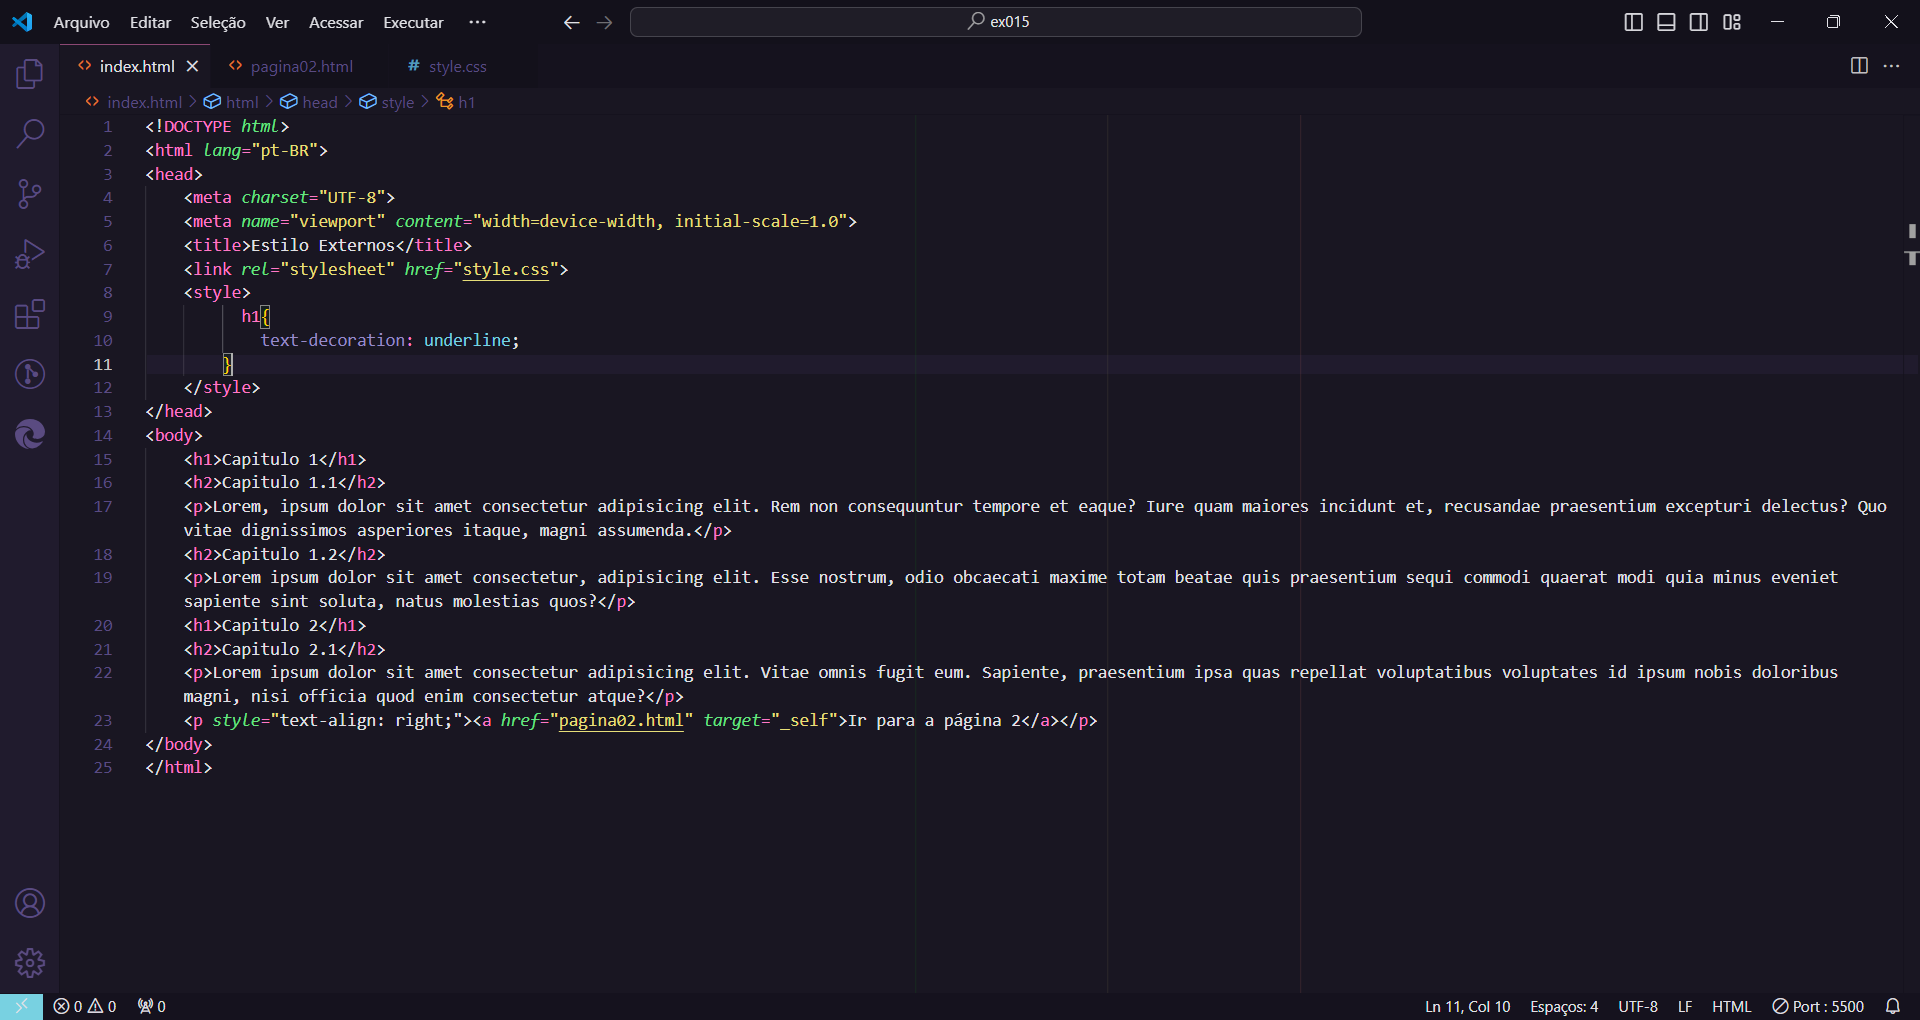 Arquivo Editar Seleção Ver Acessar Executar ··· ex015
index.html pagina02.html # style.css
index.html > html > head > style > h1
1 <!DOCTYPE html>
2 <html lang="pt-BR">
3 <head>
4 <meta charset="UTF-8">
5 <meta name="viewport" content="width=device-width, initial-scale=1.0">
6 <title>Estilo Externos</title>
7 <link rel="stylesheet" href="style.css">
8 <style>
9 h1{
10 text-decoration: underline;
11 }
12 </style>
13 </head>
14 <body>
15 <h1>Capitulo 1</h1>
16 <h2>Capitulo 1.1</h2>
17 <p>Lorem, ipsum dolor sit amet consectetur adipisicing elit. Rem non consequuntur tempore et eaque? Iure quam maiores incidunt et, recusandae praesentium excepturi delectus? Quo
vitae dignissimos asperiores itaque, magni assumenda.</p>
18 <h2>Capitulo 1.2</h2>
19 <p>Lorem ipsum dolor sit amet consectetur, adipisicing elit. Esse nostrum, odio obcaecati maxime totam beatae quis praesentium sequi commodi quaerat modi quia minus eveniet
sapiente sint soluta, natus molestias quos?</p>
20 <h1>Capitulo 2</h1>
21 <h2>Capitulo 2.1</h2>
22 <p>Lorem ipsum dolor sit amet consectetur adipisicing elit. Vitae omnis fugit eum. Sapiente, praesentium ipsa quas repellat voluptatibus voluptates id ipsum nobis doloribus
magni, nisi officia quod enim consectetur atque?</p>
23 <p style="text-align: right;"><a href="pagina02.html" target="_self">Ir para a página 2</a></p>
24 </body>
25 </html>
0 0 0 Ln 11, Col 10 Espaços: 4 UTF-8 LF HTML Port : 5500